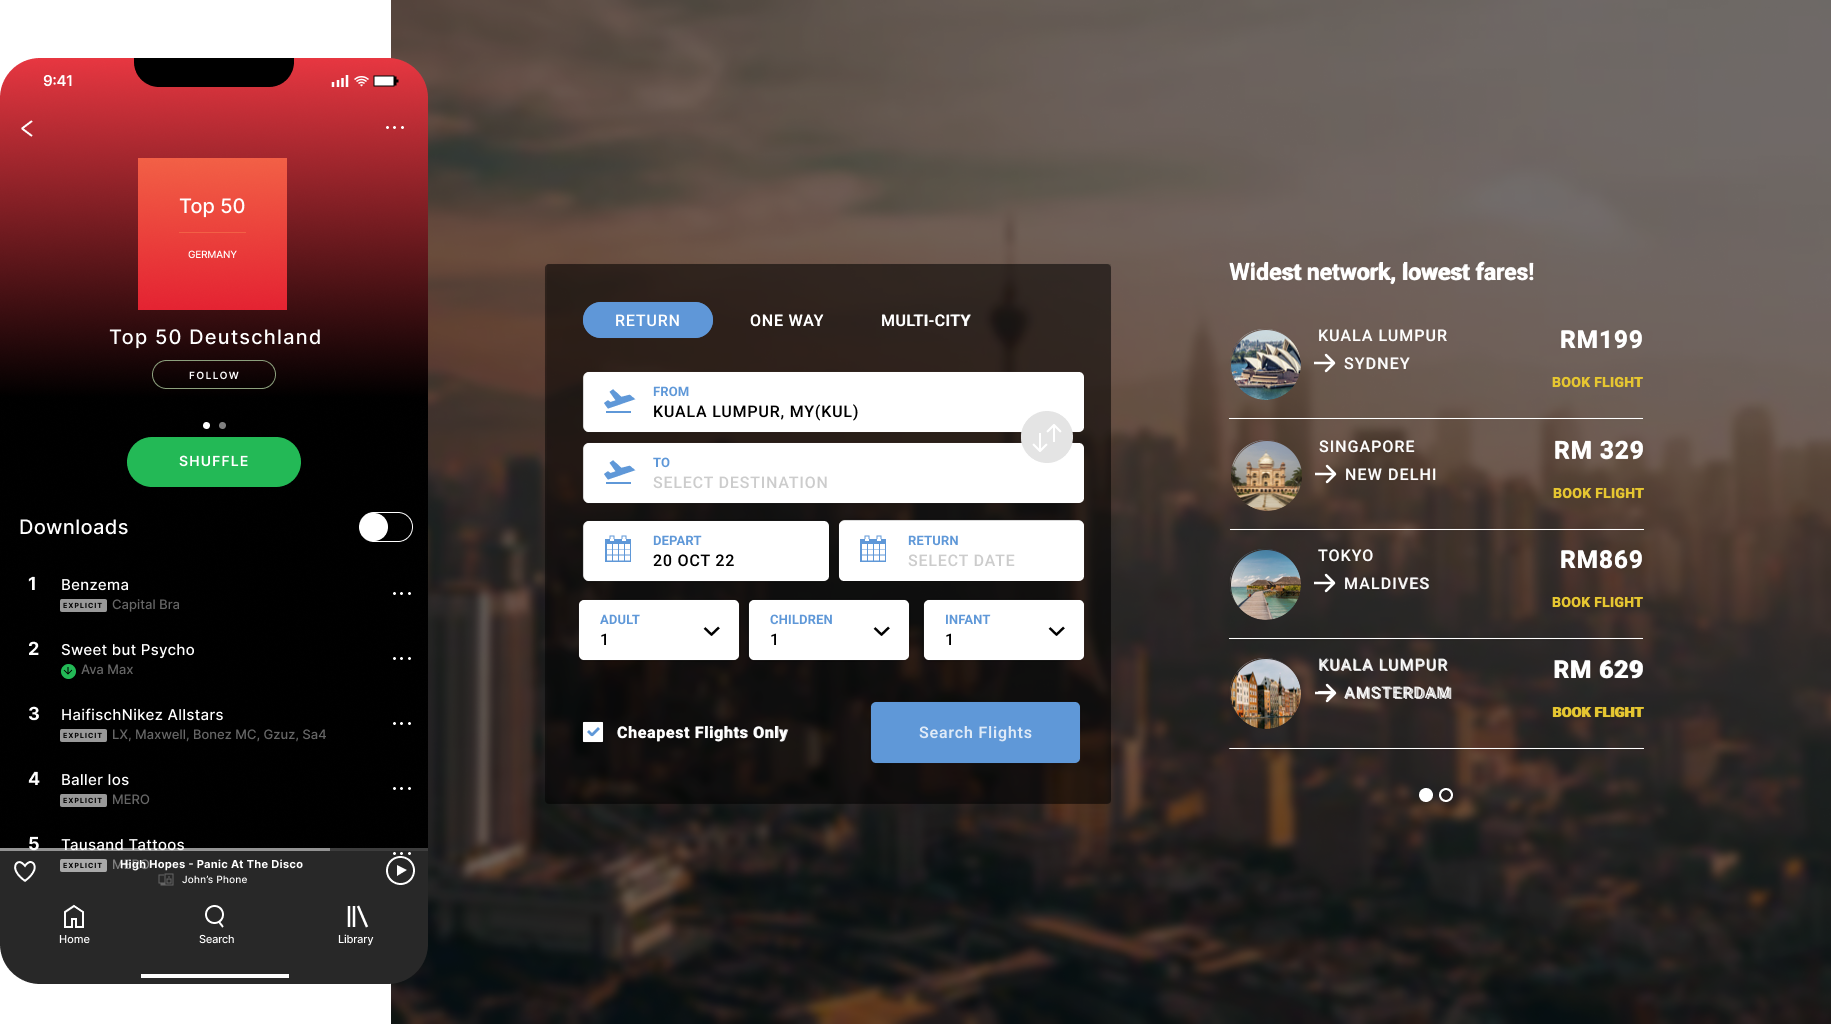 9:41
Top 50
GERMANY
Top 50 Deutschland
FOLLOW
SHUFFLE
Downloads
1 Benzema
EXPLICIT Capital Bra
2 Sweet but Psycho
Ava Max
3 HaifischNikez Allstars
EXPLICIT LX, Maxwell, Bonez MC, Gzuz, Sa4
4 Baller los
EXPLICIT MERO
5 Tausand Tattoos
EXPLICIT
High Hopes - Panic At The Disco
John's Phone
Home
Search
Library
RETURN
ONE WAY
MULTI-CITY
FROM
KUALA LUMPUR, MY(KUL)
TO
SELECT DESTINATION
DEPART
20 OCT 22
RETURN
SELECT DATE
ADULT
1
CHILDREN
1
INFANT
1
Cheapest Flights Only
Search Flights
Widest network, lowest fares!
KUALA LUMPUR
SYDNEY
RM199
BOOK FLIGHT
SINGAPORE
NEW DELHI
RM 329
BOOK FLIGHT
TOKYO
MALDIVES
RM869
BOOK FLIGHT
KUALA LUMPUR
AMSTERDAM
RM 629
BOOK FLIGHT